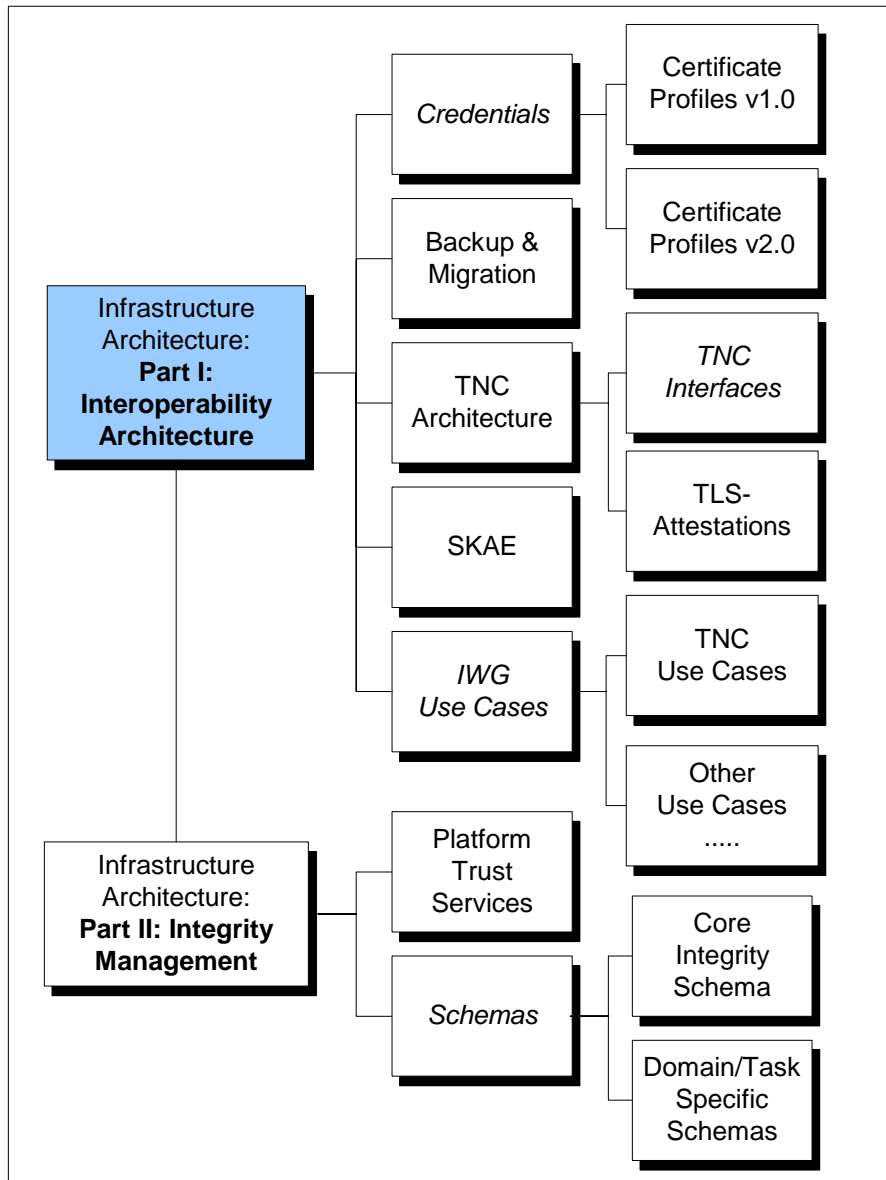 Infrastructure
Architecture:
Part I:
Interoperability
Architecture
Credentials
Certificate
Profiles v1.0
Certificate
Profiles v2.0
Backup &
Migration
TNC
Architecture
TNC
Interfaces
TLS-
Attestations
SKAE
IWG
Use Cases
TNC
Use Cases
Other
Use Cases
.....
Infrastructure
Architecture:
Part II: Integrity
Management
Platform
Trust
Services
Schemas
Core
Integrity
Schema
Domain/Task
Specific
Schemas